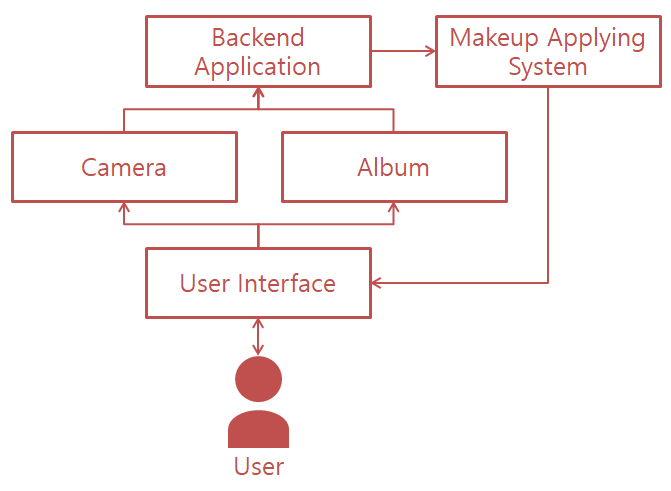 Backend
Application
Makeup Applying
System
Camera
Album
User Interface
User